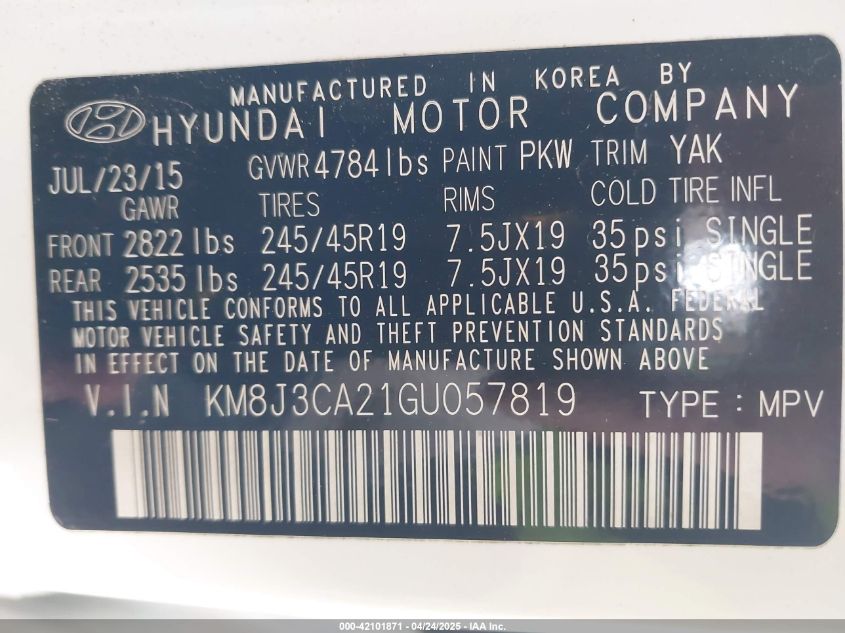 MANUFACTURED IN KOREA BY
HYUNDAI MOTOR COMPANY
JUL/23/15 GVWR 4784 lbs PAINT PKW TRIM YAK
GAWR TIRES RIMS COLD TIRE INFL
FRONT 2822 lbs 245/45R19 7.5JX19 35psi SINGLE
REAR 2535 lbs 245/45R19 7.5JX19 35psi SINGLE
THIS VEHICLE CONFORMS TO ALL APPLICABLE U.S.A. FEDERAL
MOTOR VEHICLE SAFETY AND THEFT PREVENTION STANDARDS
IN EFFECT ON THE DATE OF MANUFACTURE SHOWN ABOVE
V.I.N KM8J3CA21GU057819 TYPE : MPV
000-42101871 - 04/24/2025 - IAA Inc.